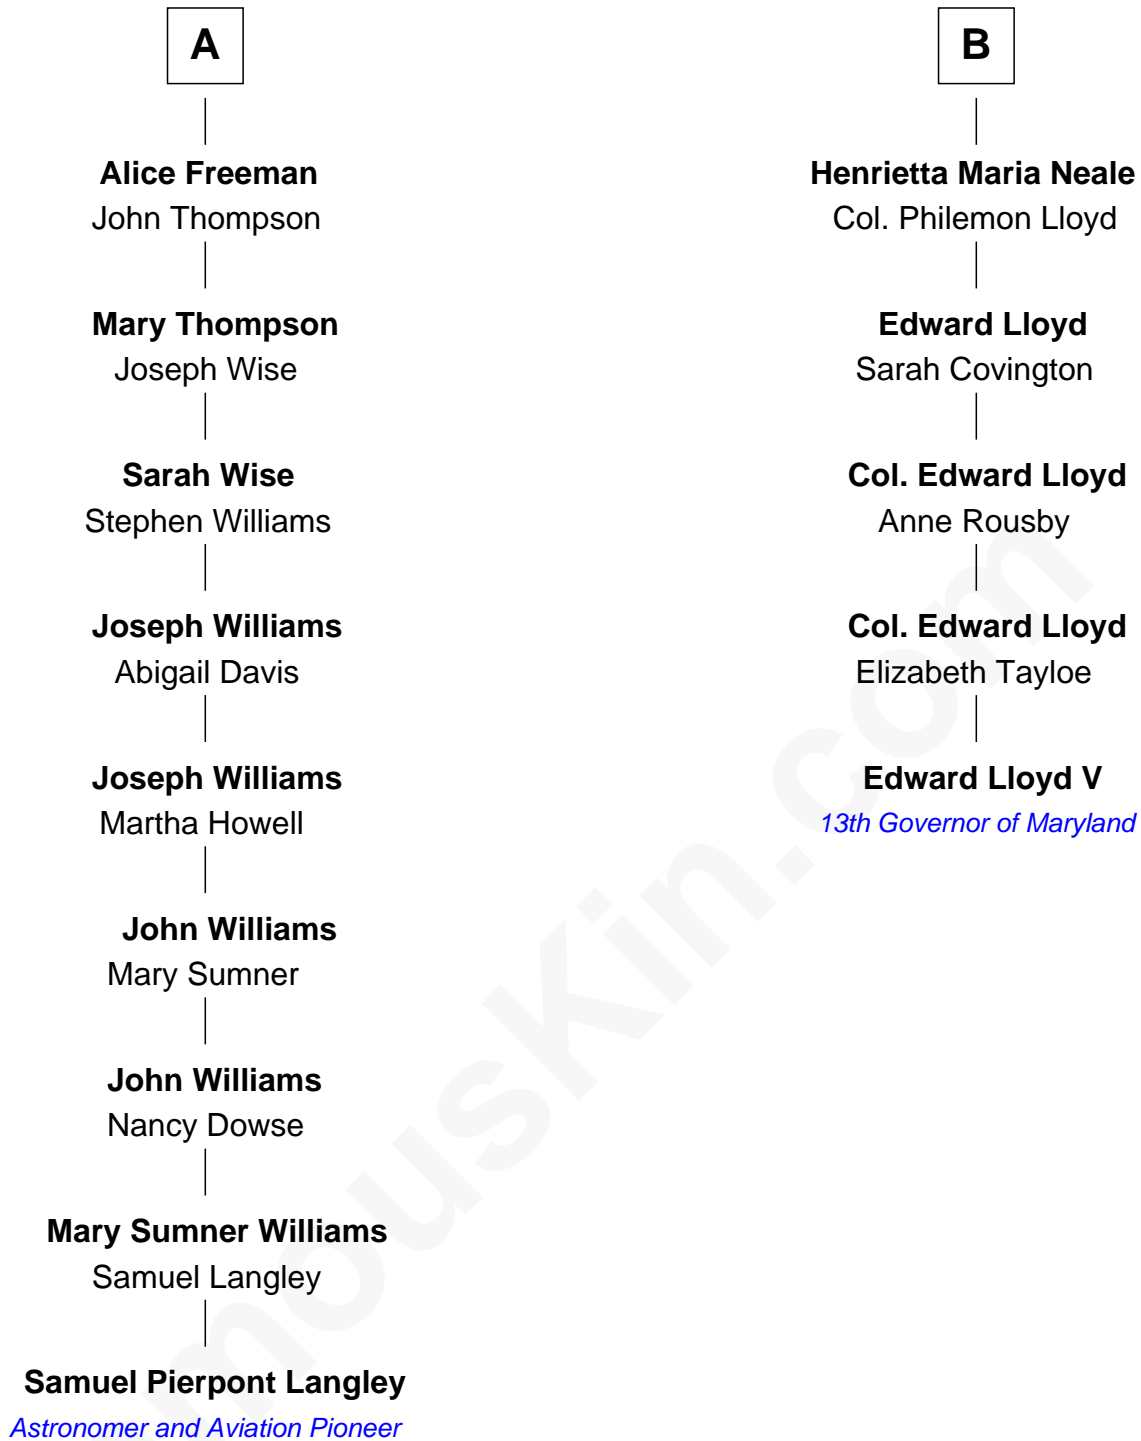 A
Alice Freeman
John Thompson
Mary Thompson
Joseph Wise
Sarah Wise
Stephen Williams
Joseph Williams
Abigail Davis
Joseph Williams
Martha Howell
John Williams
Mary Sumner
John Williams
Nancy Dowse
Mary Sumner Williams
Samuel Langley
Samuel Pierpont Langley
Astronomer and Aviation Pioneer
B
Henrietta Maria Neale
Col. Philemon Lloyd
Edward Lloyd
Sarah Covington
Col. Edward Lloyd
Anne Rousby
Col. Edward Lloyd
Elizabeth Tayloe
Edward Lloyd V
13th Governor of Maryland
mousKin.com